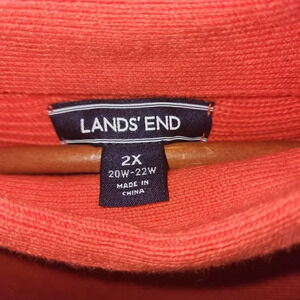 LANDS' END
2X
20W-22W
MADE IN
CHINA